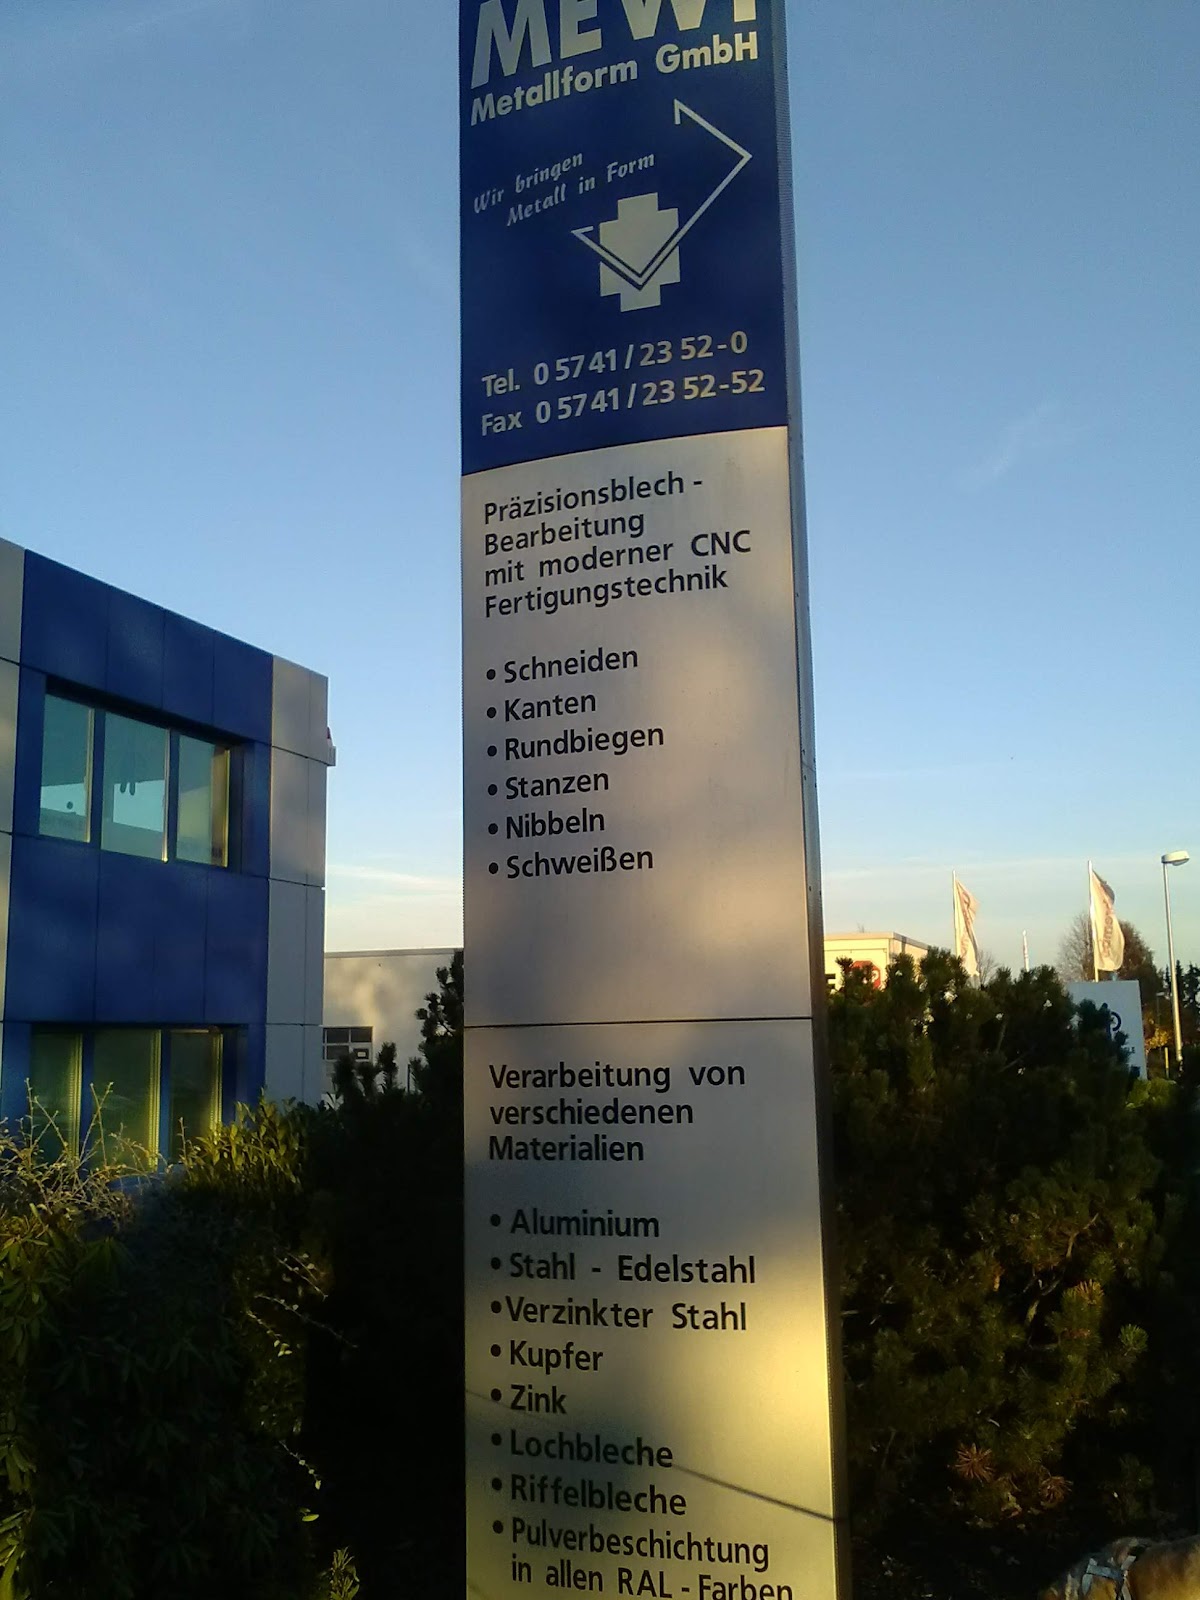 MEWI
Metallform GmbH
Wir bringen
Metall in Form
Tel. 0 57 41 / 23 52-0
Fax 0 57 41 / 23 52-52
Präzisionsblech -
Bearbeitung
mit moderner CNC
Fertigungstechnik
• Schneiden
• Kanten
• Rundbiegen
• Stanzen
• Nibbeln
• Schweißen
Verarbeitung von
verschiedenen
Materialien
• Aluminium
• Stahl - Edelstahl
• Verzinkter Stahl
• Kupfer
• Zink
• Lochbleche
• Riffelbleche
• Pulverbeschichtung
in allen RAL - Farben